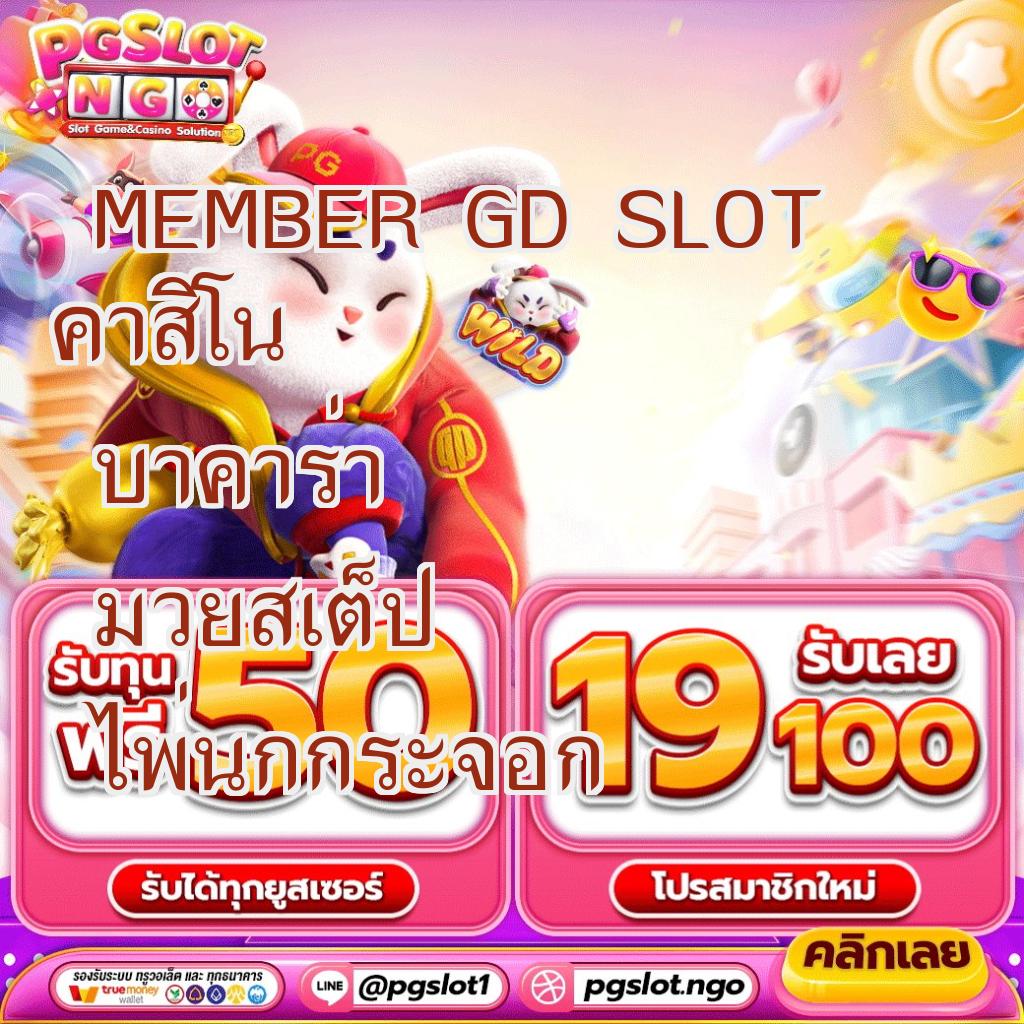 PGSLOT
NGO
Slot Game&Casino Solution
PG
MEMBER GD SLOT
คาสิโน
WILD
บาคาร่า
มวยสเต็ป
รับทุน
ฟรี
50
ไพ่นกกระจอก
19
รับเลย
100
รับได้ทุกยูสเซอร์
โปรสมาชิกใหม่
คลิกเลย
รองรับระบบ ทรูวอเล็ต และ ทุกธนาคาร
truemoney
wallet
LINE
@pgslot1
pgslot.ngo